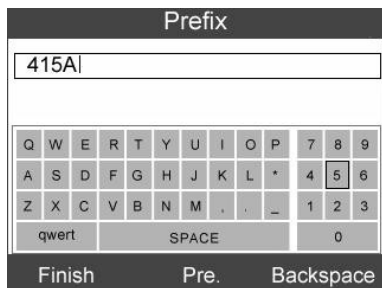 Prefix
415A
Q W E R T Y U I O P 7 8 9
A S D F G H J K L * 4 5 6
Z X C V B N M , . _ 1 2 3
qwert SPACE 0
Finish Pre. Backspace